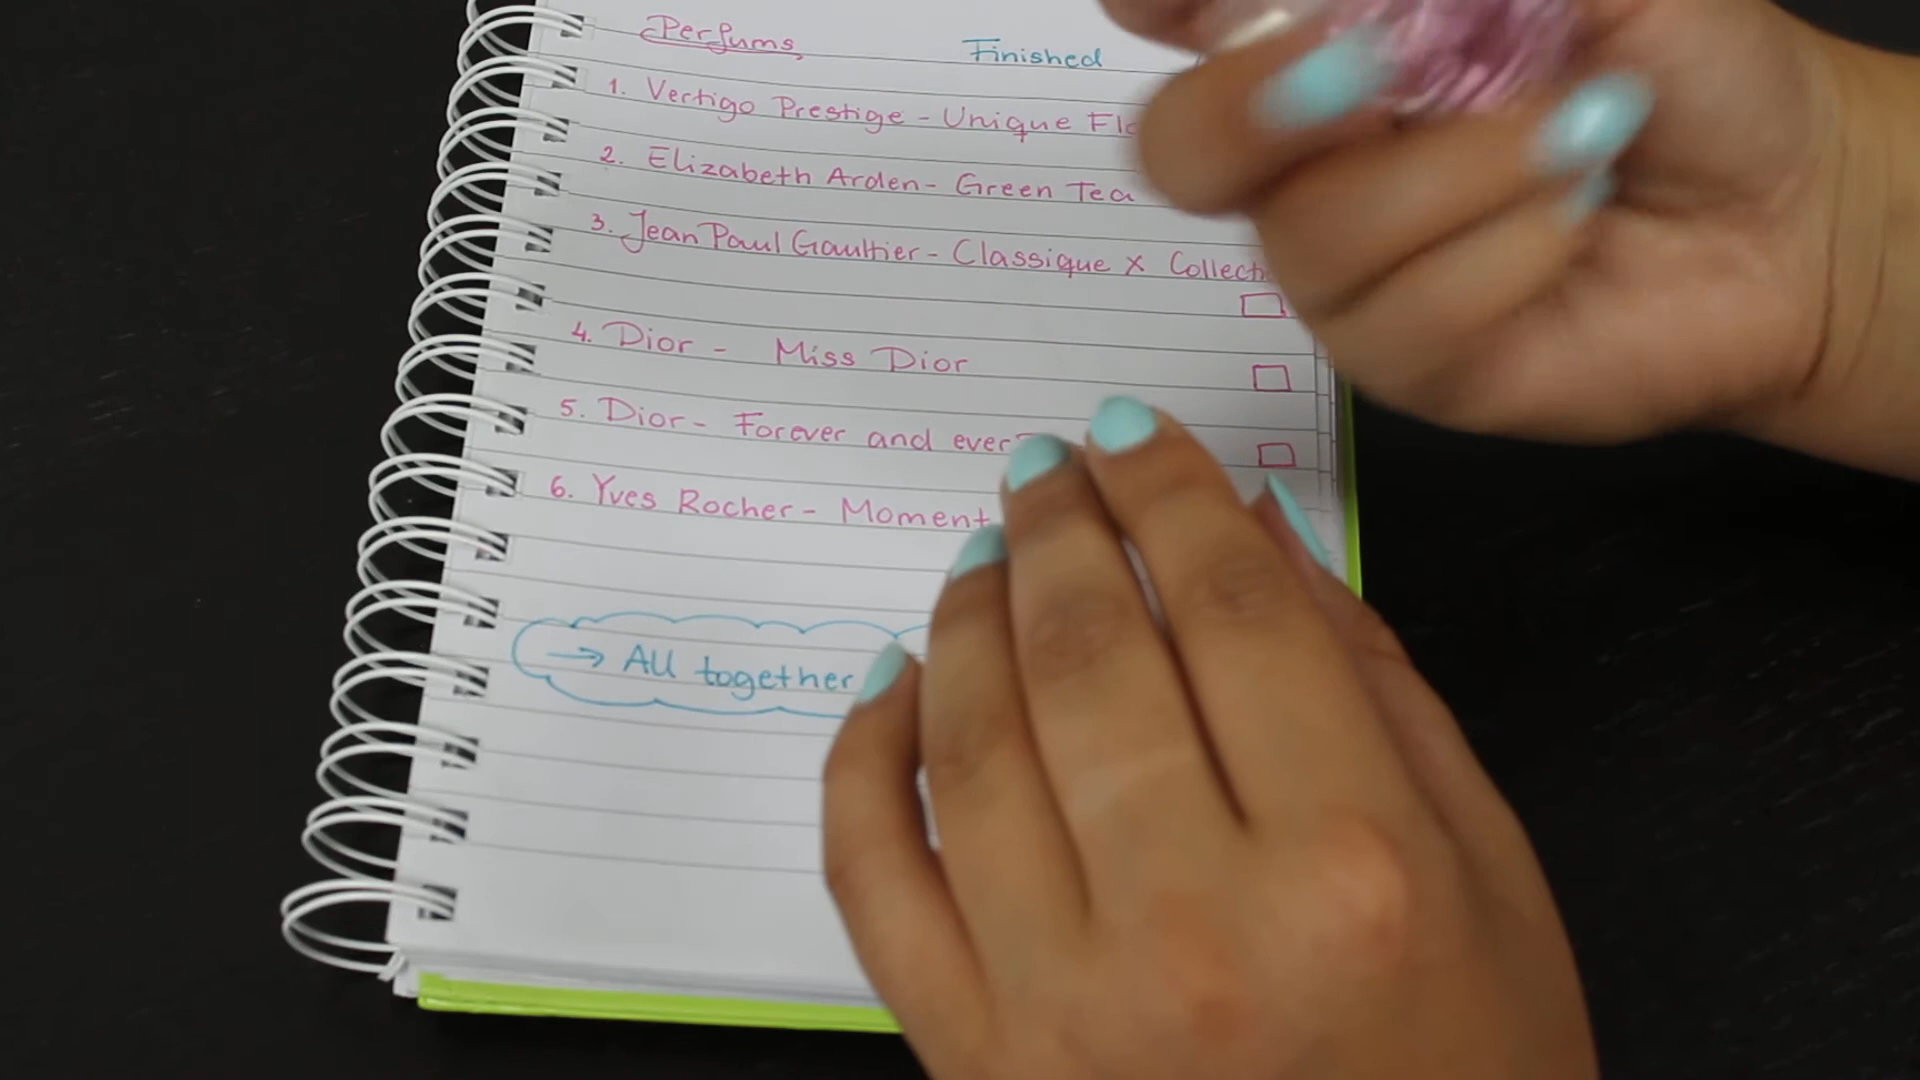 Perfums
Finished
1. Vertigo Prestige - Unique
2. Elizabeth Arden - Green Tea
3. Jean Paul Gaultier - Classique X
4. Dior - Miss Dior
5. Dior - Forever and ever
6. Yves Rocher - Moment
→ All together